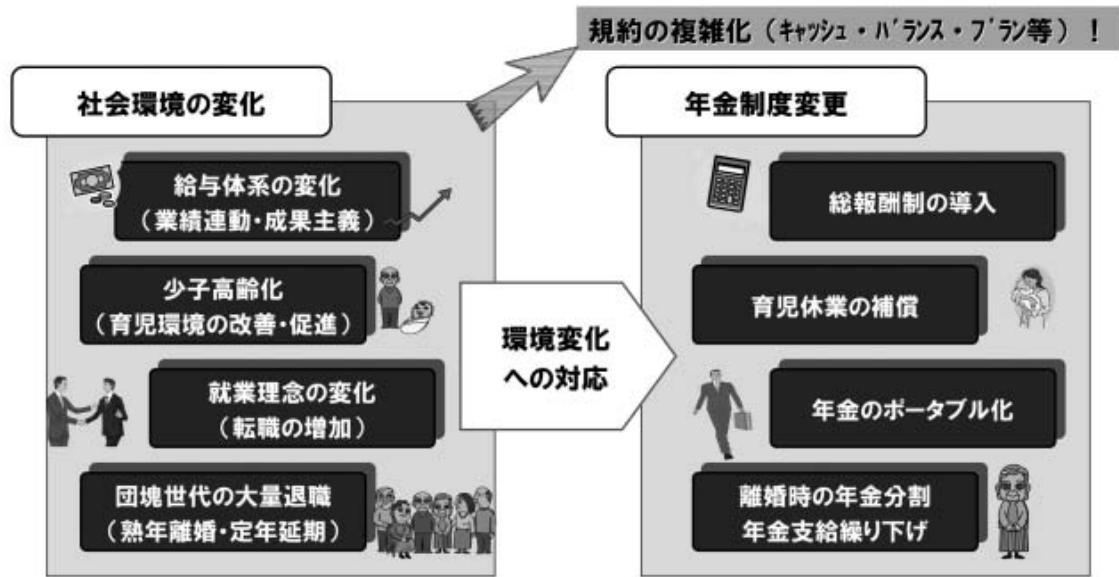 規約の複雑化（ｷｬｯｼｭ・ﾊﾞﾗﾝｽ・ﾌﾟﾗﾝ等）！
社会環境の変化
給与体系の変化
（業績連動・成果主義）
少子高齢化
（育児環境の改善・促進）
就業理念の変化
（転職の増加）
団塊世代の大量退職
（熟年離婚・定年延期）
環境変化
への対応
年金制度変更
総報酬制の導入
育児休業の補償
年金のポータブル化
離婚時の年金分割
年金支給繰り下げ